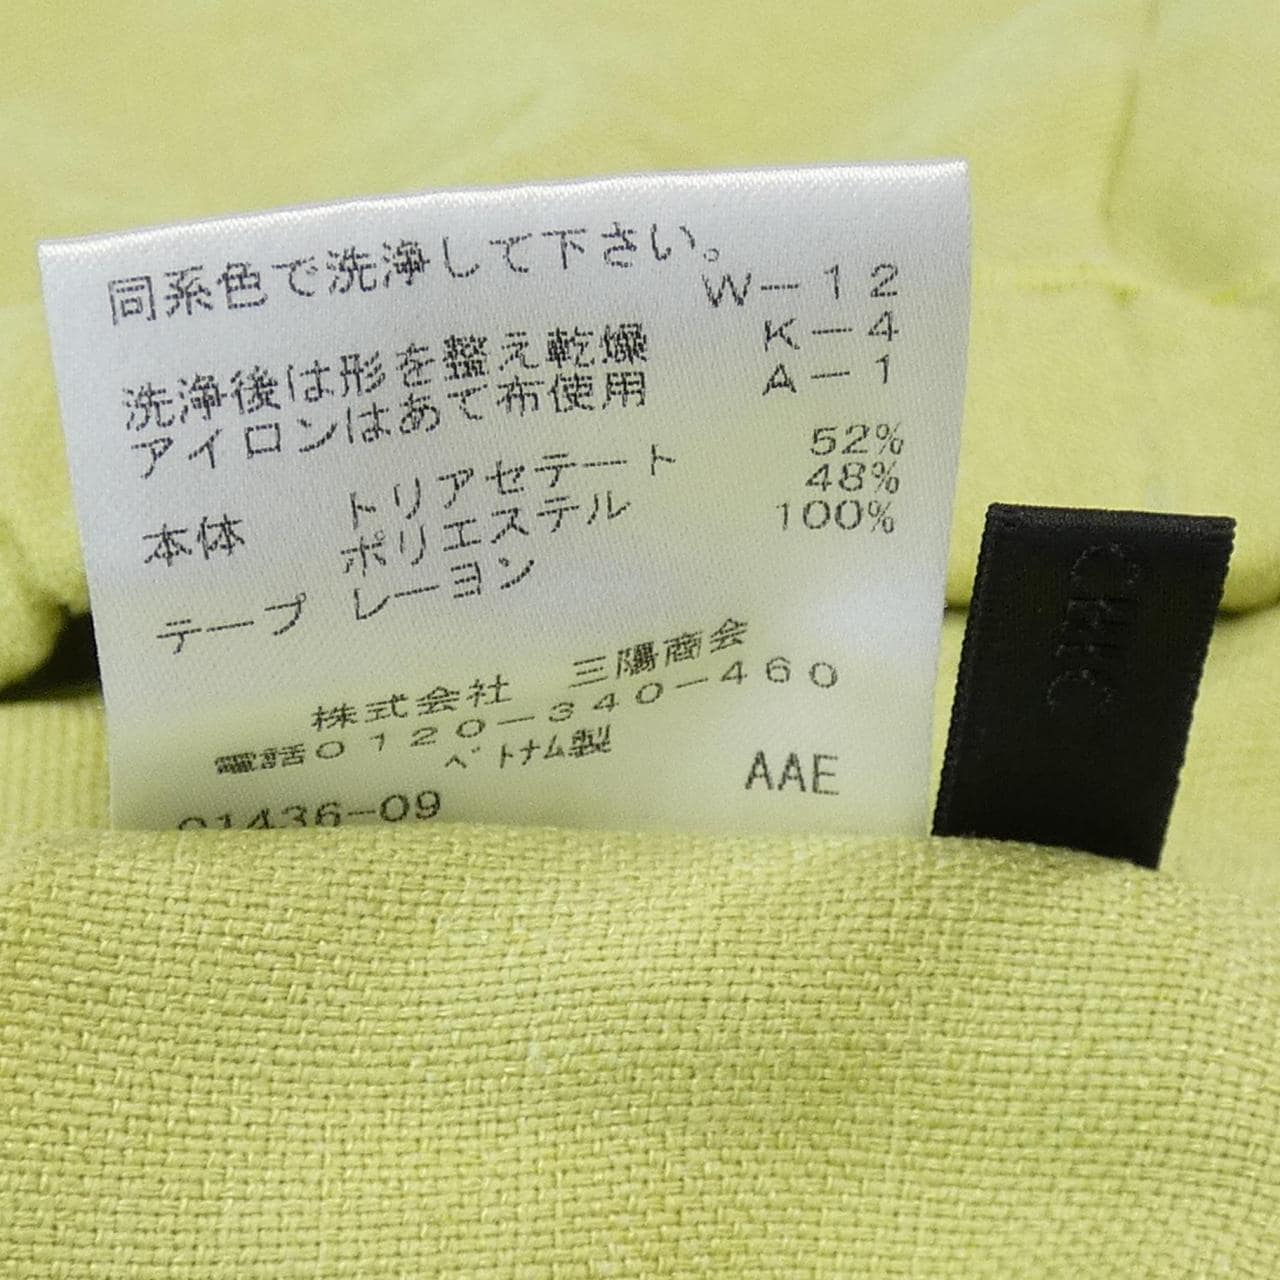 同系色で洗浄して下さい。
W－12
洗浄後は形を整え乾燥
K－4
アイロンはあて布使用
A－1
本体 トリアセテート 52%
ポリエステル 48%
テープ レーヨン 100%
株式会社 三陽商会
電話0120－340－460
ベトナム製
AAE
01436-09